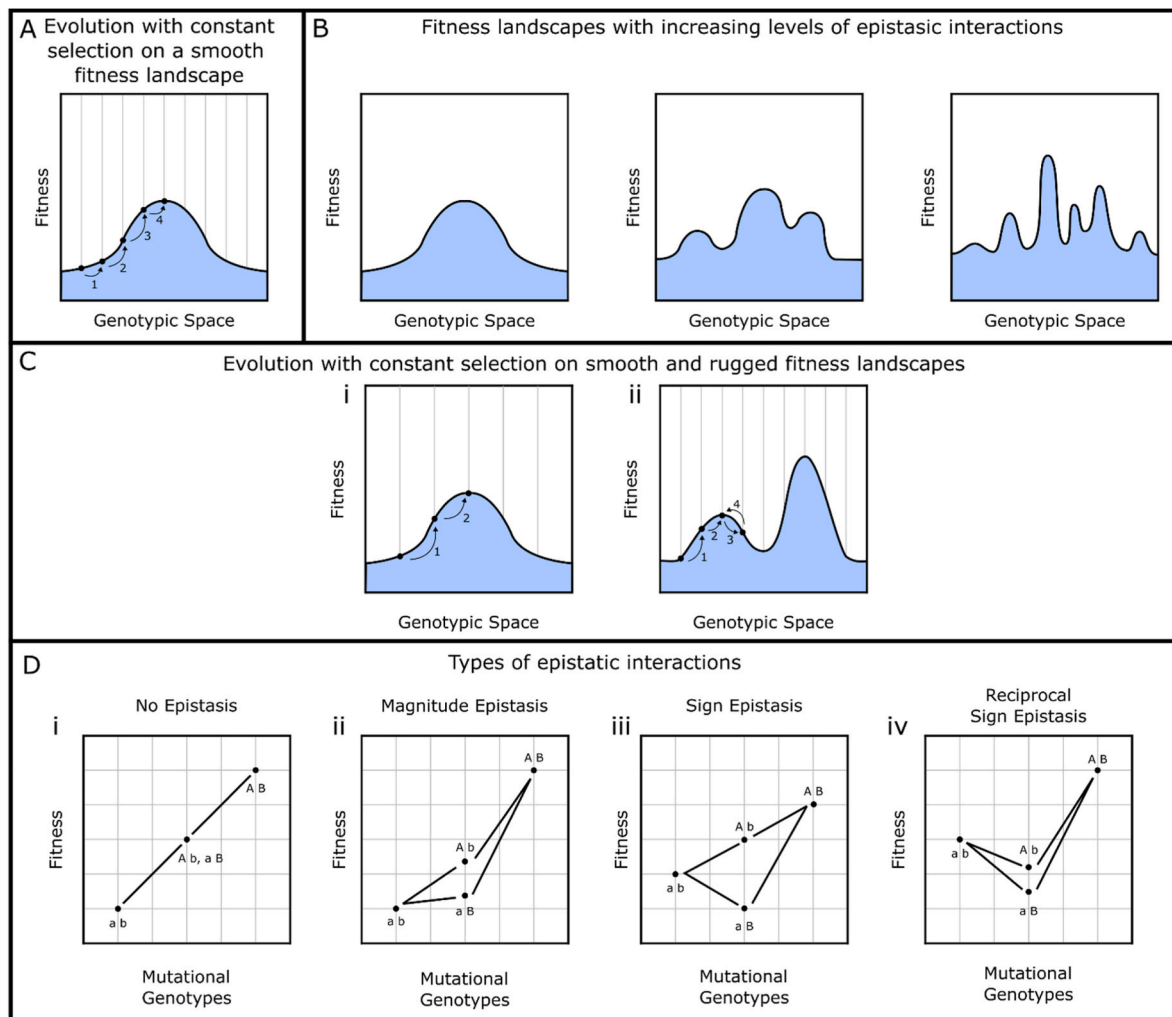 A
Evolution with constant
selection on a smooth
fitness landscape
Fitness
1
2
3
4
Genotypic Space
B
Fitness landscapes with increasing levels of epistasic interactions
Fitness
Genotypic Space
Fitness
Genotypic Space
Fitness
Genotypic Space
C
Evolution with constant selection on smooth and rugged fitness landscapes
i
Fitness
1
2
Genotypic Space
ii
Fitness
1
2
3
4
Genotypic Space
D
Types of epistatic interactions
i
No Epistasis
Fitness
A B
A b, a B
a b
Mutational
Genotypes
ii
Magnitude Epistasis
Fitness
A B
A b
a B
a b
Mutational
Genotypes
iii
Sign Epistasis
Fitness
A B
A b
a b
a B
Mutational
Genotypes
iv
Reciprocal
Sign Epistasis
Fitness
A B
a b
A b
a B
Mutational
Genotypes